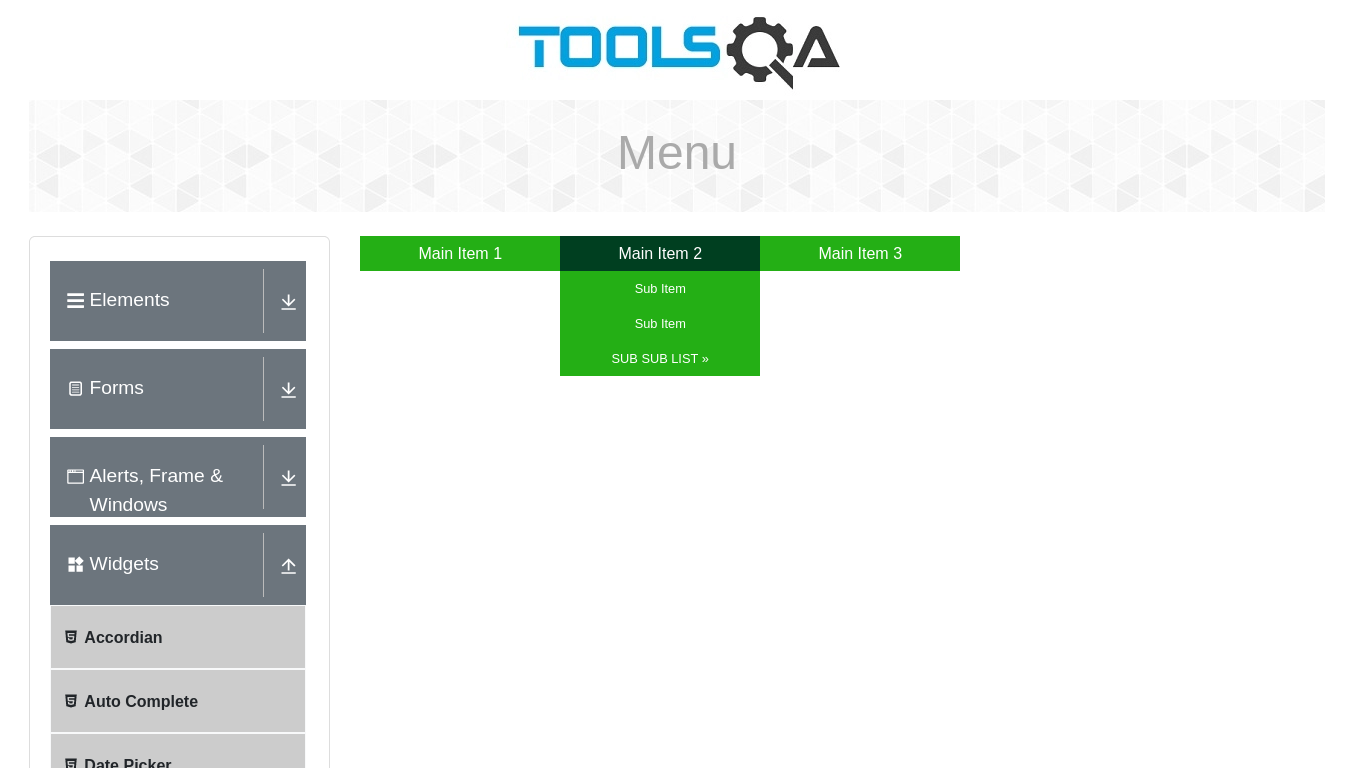 TOOLSQA
Menu
Elements
Forms
Alerts, Frame &
Windows
Widgets
Accordian
Auto Complete
Date Picker
Main Item 1
Main Item 2
Main Item 3
Sub Item
Sub Item
SUB SUB LIST »